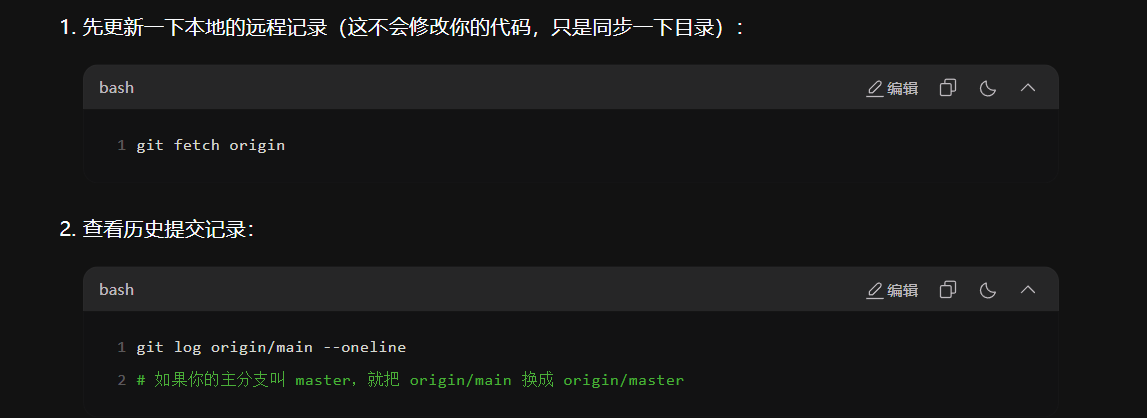 1. 先更新一下本地的远程记录（这不会修改你的代码，只是同步一下目录）：
bash 编辑
1 git fetch origin
2. 查看历史提交记录：
bash 编辑
1 git log origin/main --oneline
2 # 如果你的主分支叫 master，就把 origin/main 换成 origin/master